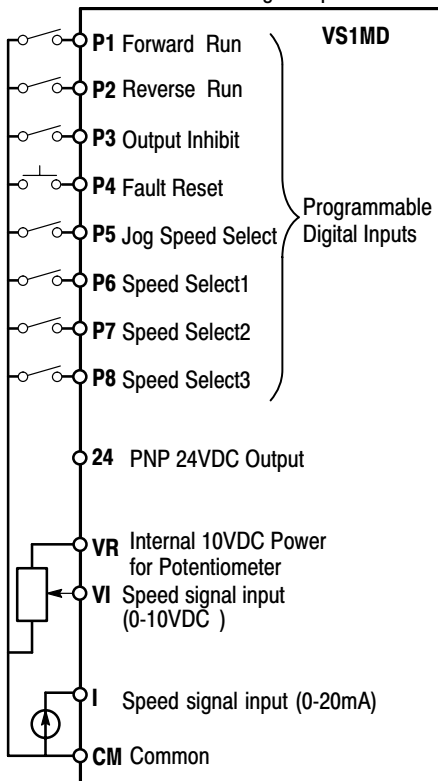 VS1MD
P1 Forward Run
P2 Reverse Run
P3 Output Inhibit
P4 Fault Reset
P5 Jog Speed Select
P6 Speed Select1
P7 Speed Select2
P8 Speed Select3
Programmable
Digital Inputs
24 PNP 24VDC Output
VR Internal 10VDC Power
for Potentiometer
VI Speed signal input
(0-10VDC )
I Speed signal input (0-20mA)
CM Common